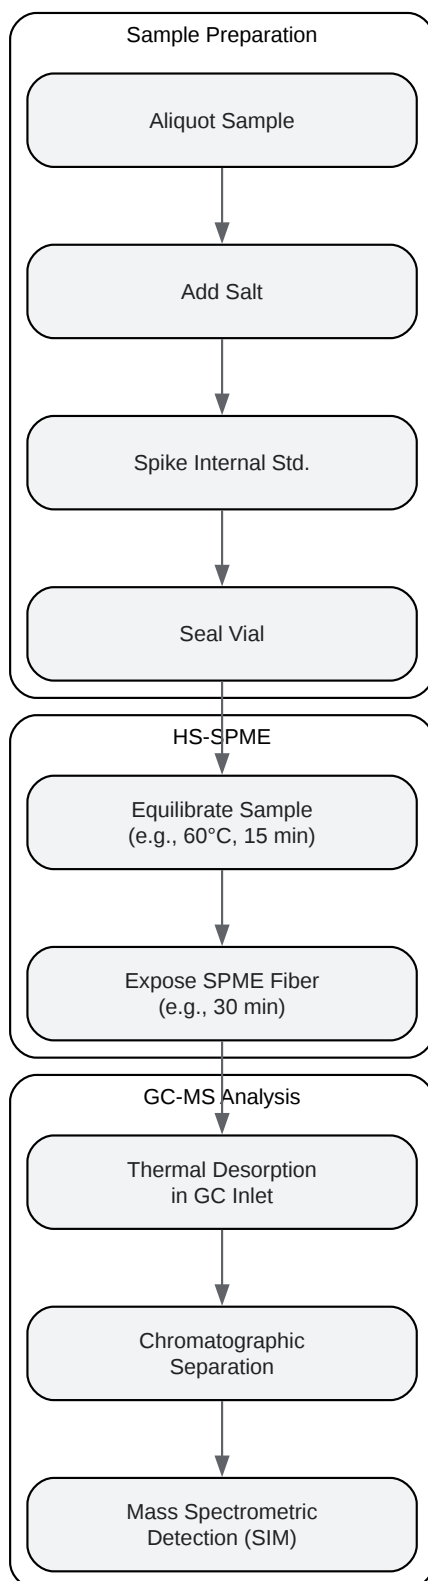 Sample Preparation
Aliquot Sample
Add Salt
Spike Internal Std.
Seal Vial
HS-SPME
Equilibrate Sample
(e.g., 60°C, 15 min)
Expose SPME Fiber
(e.g., 30 min)
GC-MS Analysis
Thermal Desorption
in GC Inlet
Chromatographic
Separation
Mass Spectrometric
Detection (SIM)